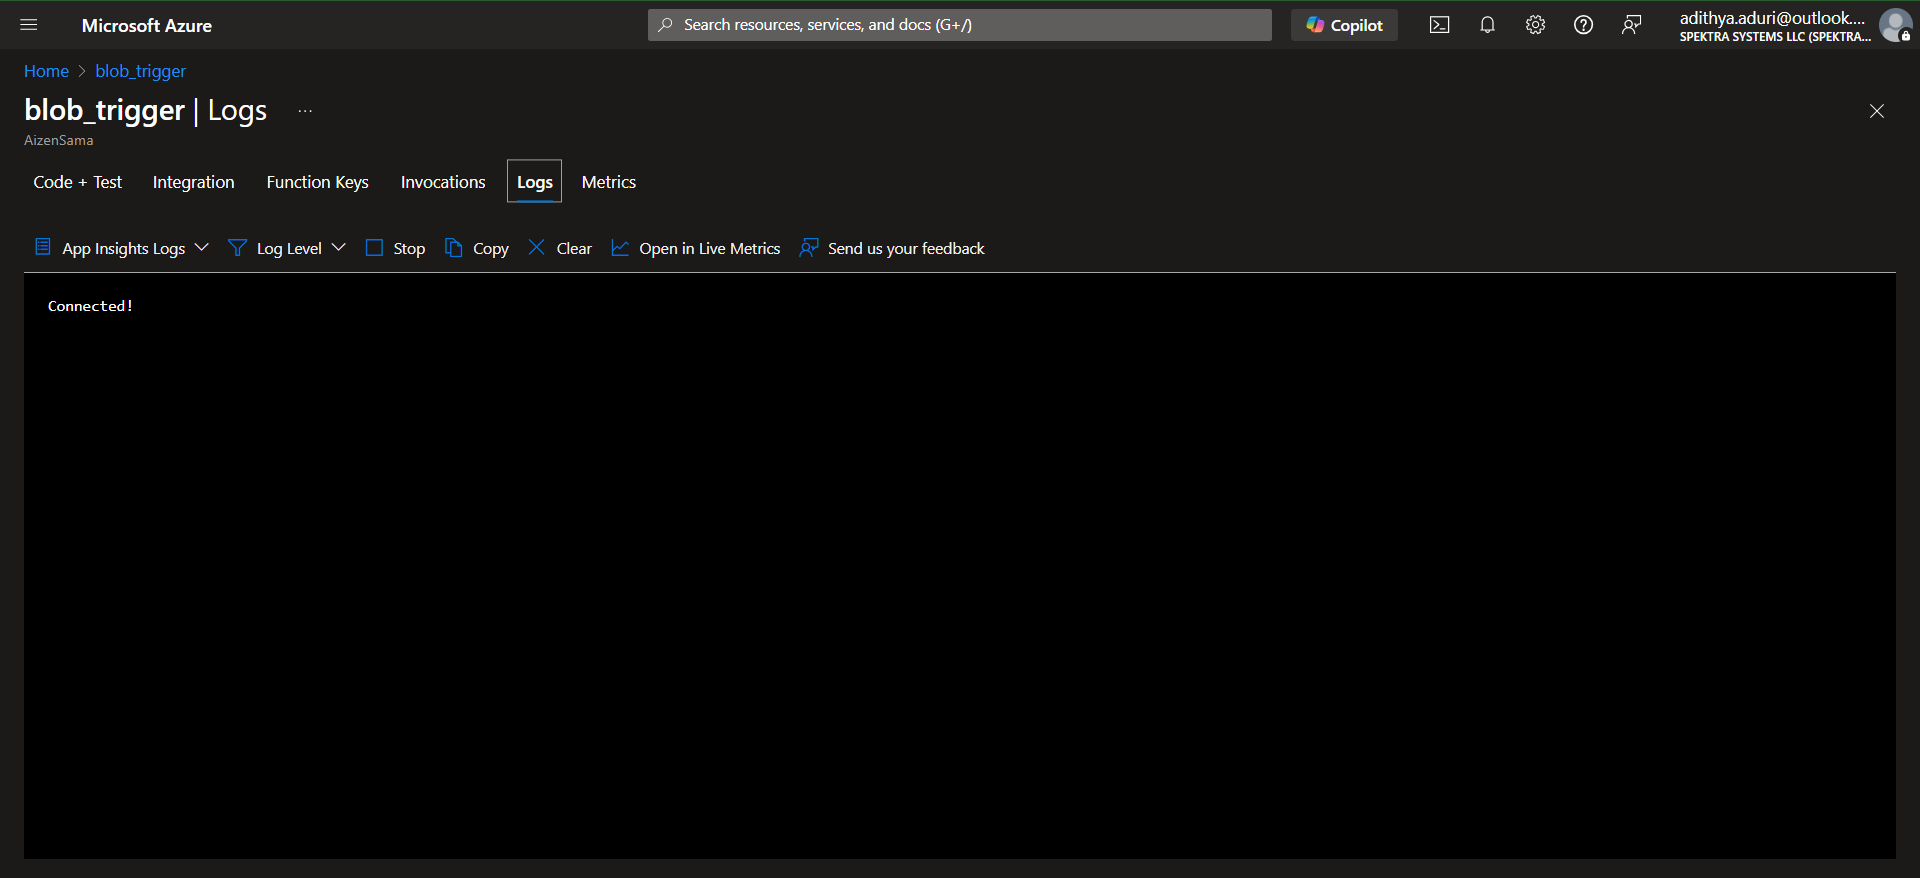 Microsoft Azure
Search resources, services, and docs (G+/)
Copilot
adithya.aduri@outlook....
SPEKTRA SYSTEMS LLC (SPEKTRA...
Home > blob_trigger
blob_trigger | Logs ...
AizenSama
Code + Test Integration Function Keys Invocations Logs Metrics
App Insights Logs Log Level Stop Copy Clear Open in Live Metrics Send us your feedback
Connected!